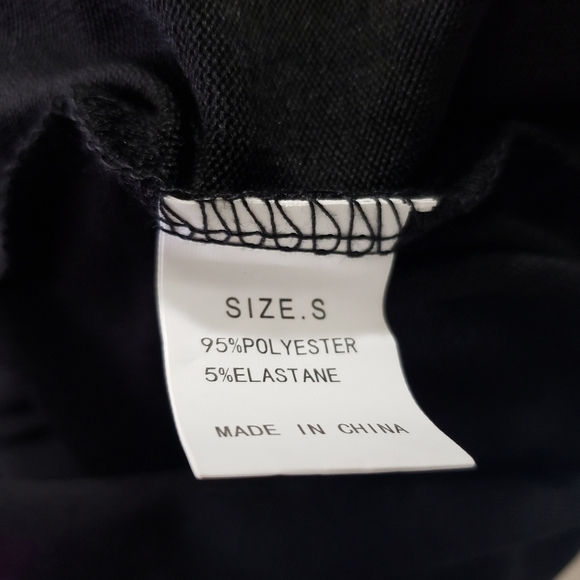 SIZE.S
95%POLYESTER
5%ELASTANE
MADE IN CHINA